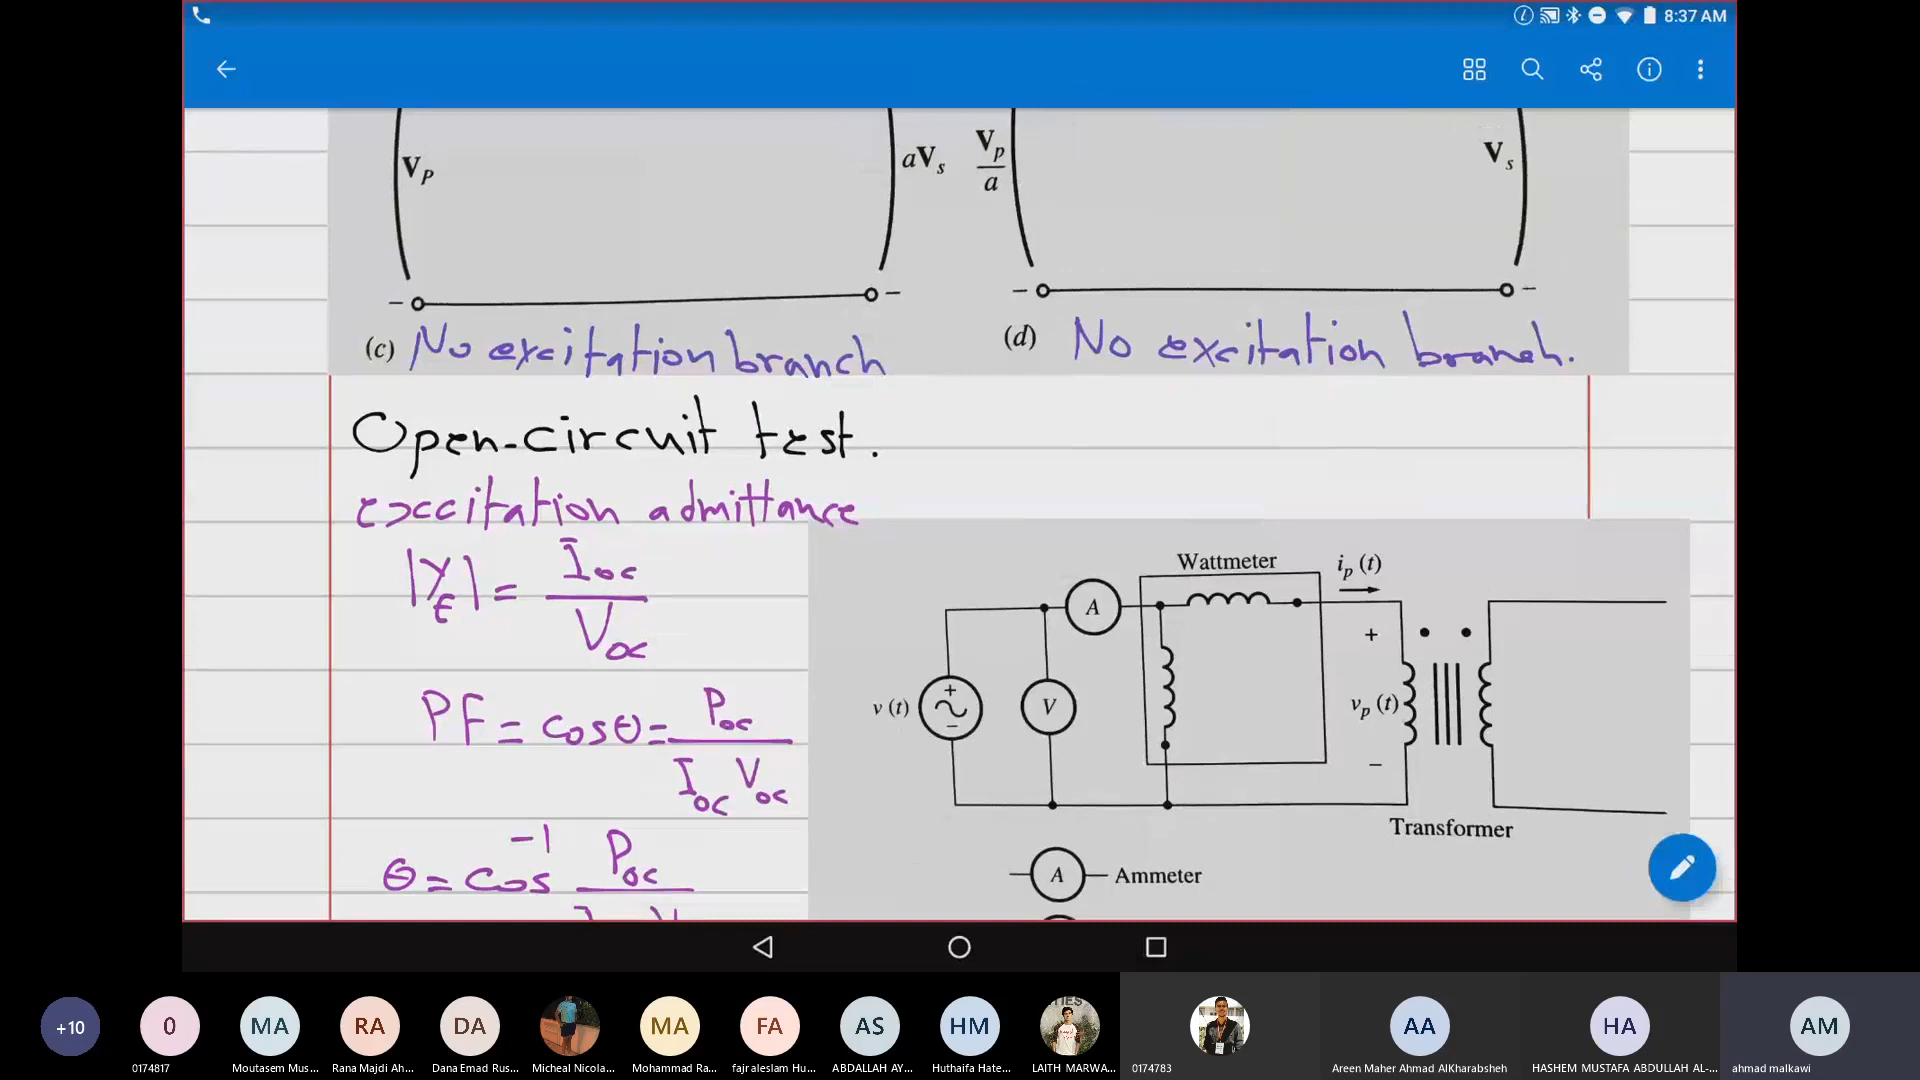 8:37 AM
Vp
aVs
Vp
a
Vs
(c) No excitation branch
(d) No excitation branch.
Open-circuit test.
excitation admittance
|YE| = Ioc
Voc
PF = cosθ = Poc
Ioc Voc
θ = cos-1 Poc
Wattmeter
ip (t)
A
+
v (t)
+
−
V
vp (t)
−
Transformer
A
Ammeter
+10
0
MA
RA
DA
MA
FA
AS
HM
AA
HA
AM
0174817
Moutasem Mus...
Rana Majdi Ah...
Dana Emad Rus...
Micheal Nicola...
Mohammad Ra...
fajr aleslam Hu...
ABDALLAH AY...
Huthaifa Hate...
LAITH MARWA...
0174783
Areen Maher Ahmad AlKharabsheh
HASHEM MUSTAFA ABDULLAH AL-...
ahmad malkawi